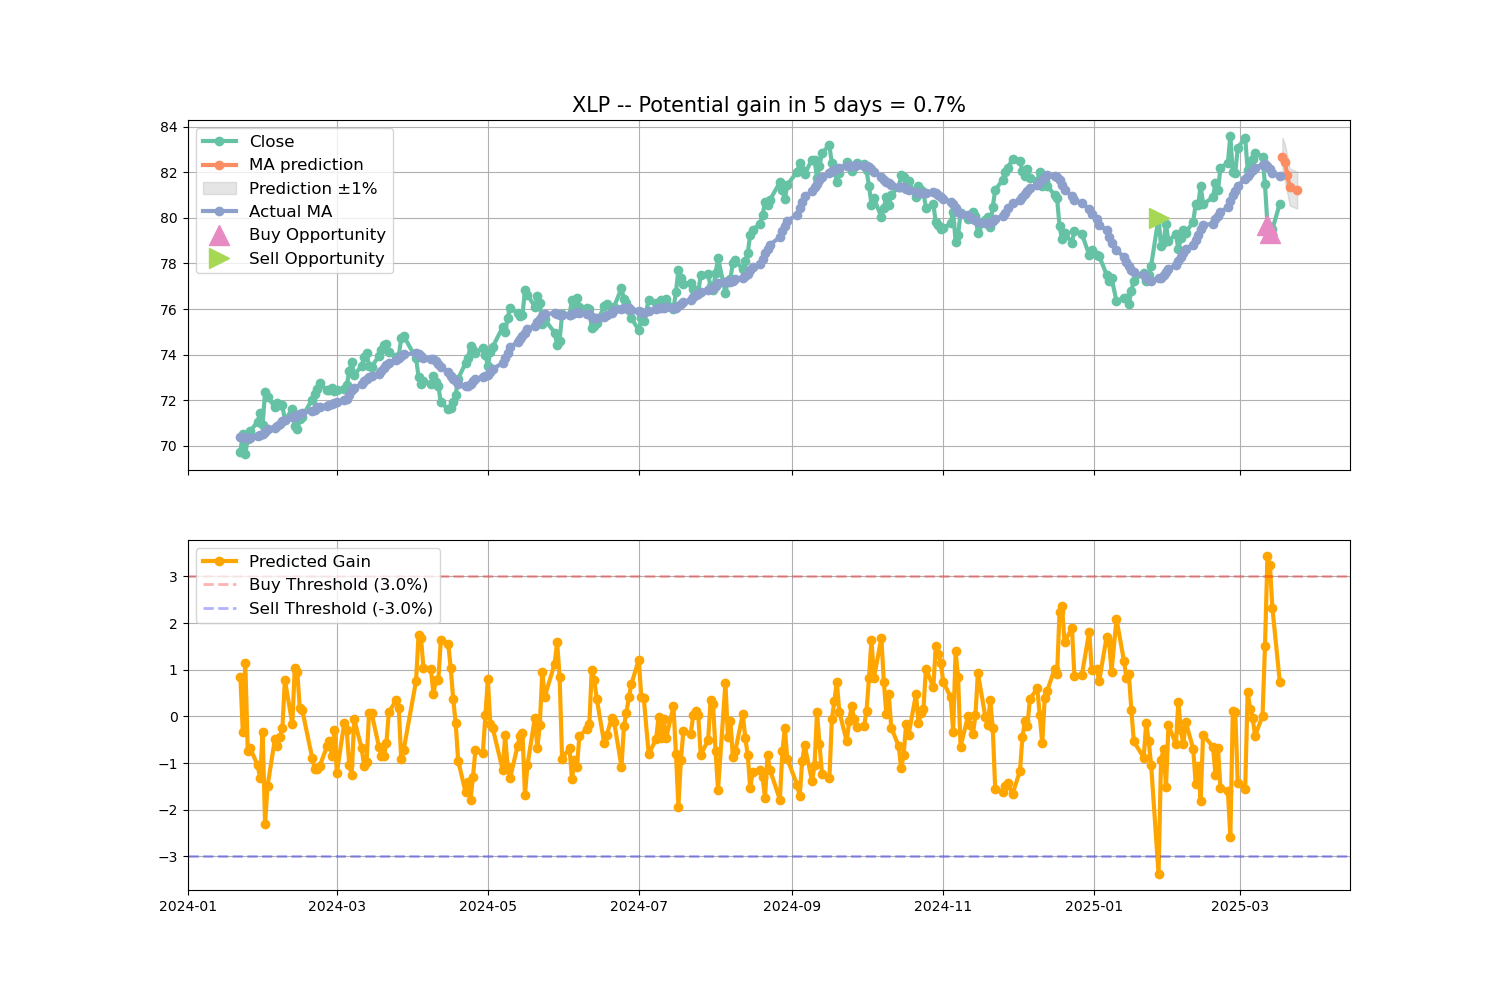 XLP -- Potential gain in 5 days = 0.7%
84
82
80
78
76
74
72
70
Close
MA prediction
Prediction ±1%
Actual MA
Buy Opportunity
Sell Opportunity
3
2
1
0
−1
−2
−3
Predicted Gain
Buy Threshold (3.0%)
Sell Threshold (-3.0%)
2024-01 2024-03 2024-05 2024-07 2024-09 2024-11 2025-01 2025-03